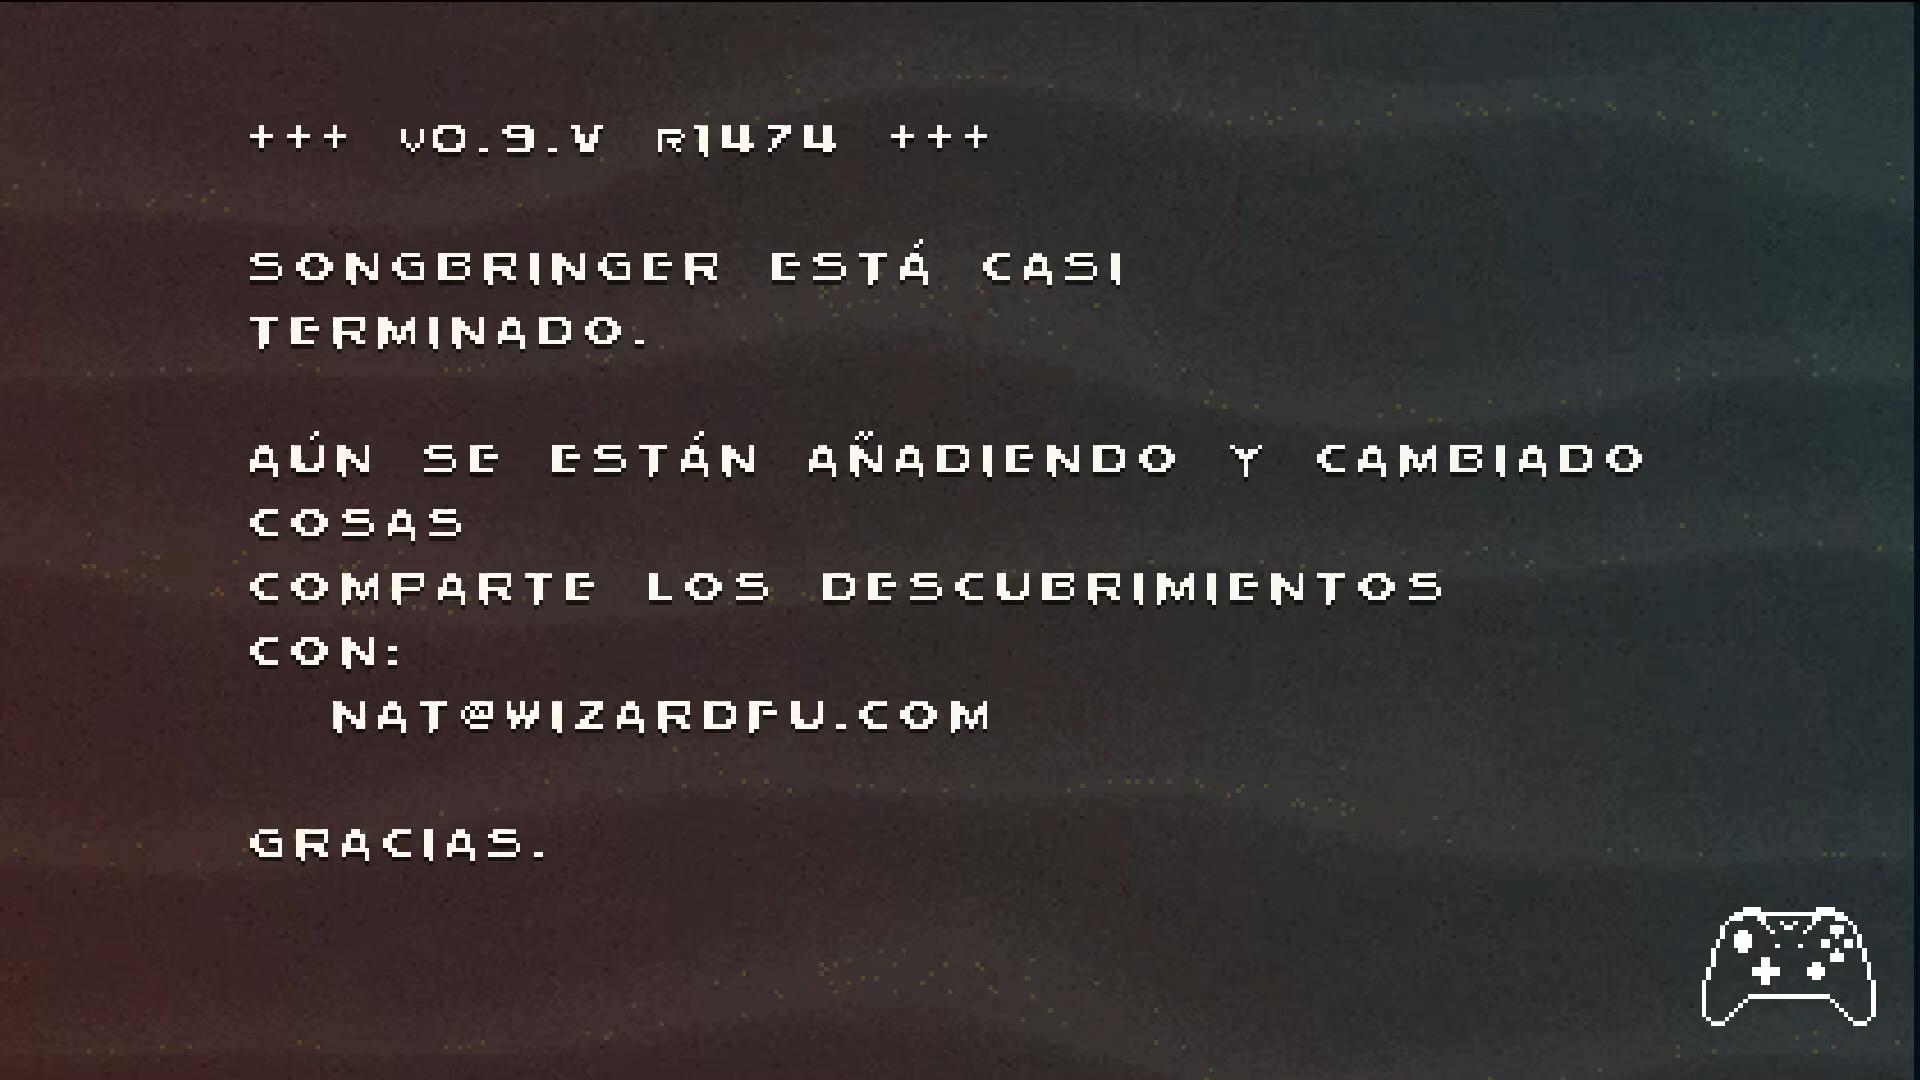 +++ v0.9.V R1474 +++
SONGBRINGER ESTÁ CASI
TERMINADO.
AÚN SE ESTÁN AÑADIENDO Y CAMBIADO
COSAS
COMPARTE LOS DESCUBRIMIENTOS
CON:
NAT@WIZARDFU.COM
GRACIAS.